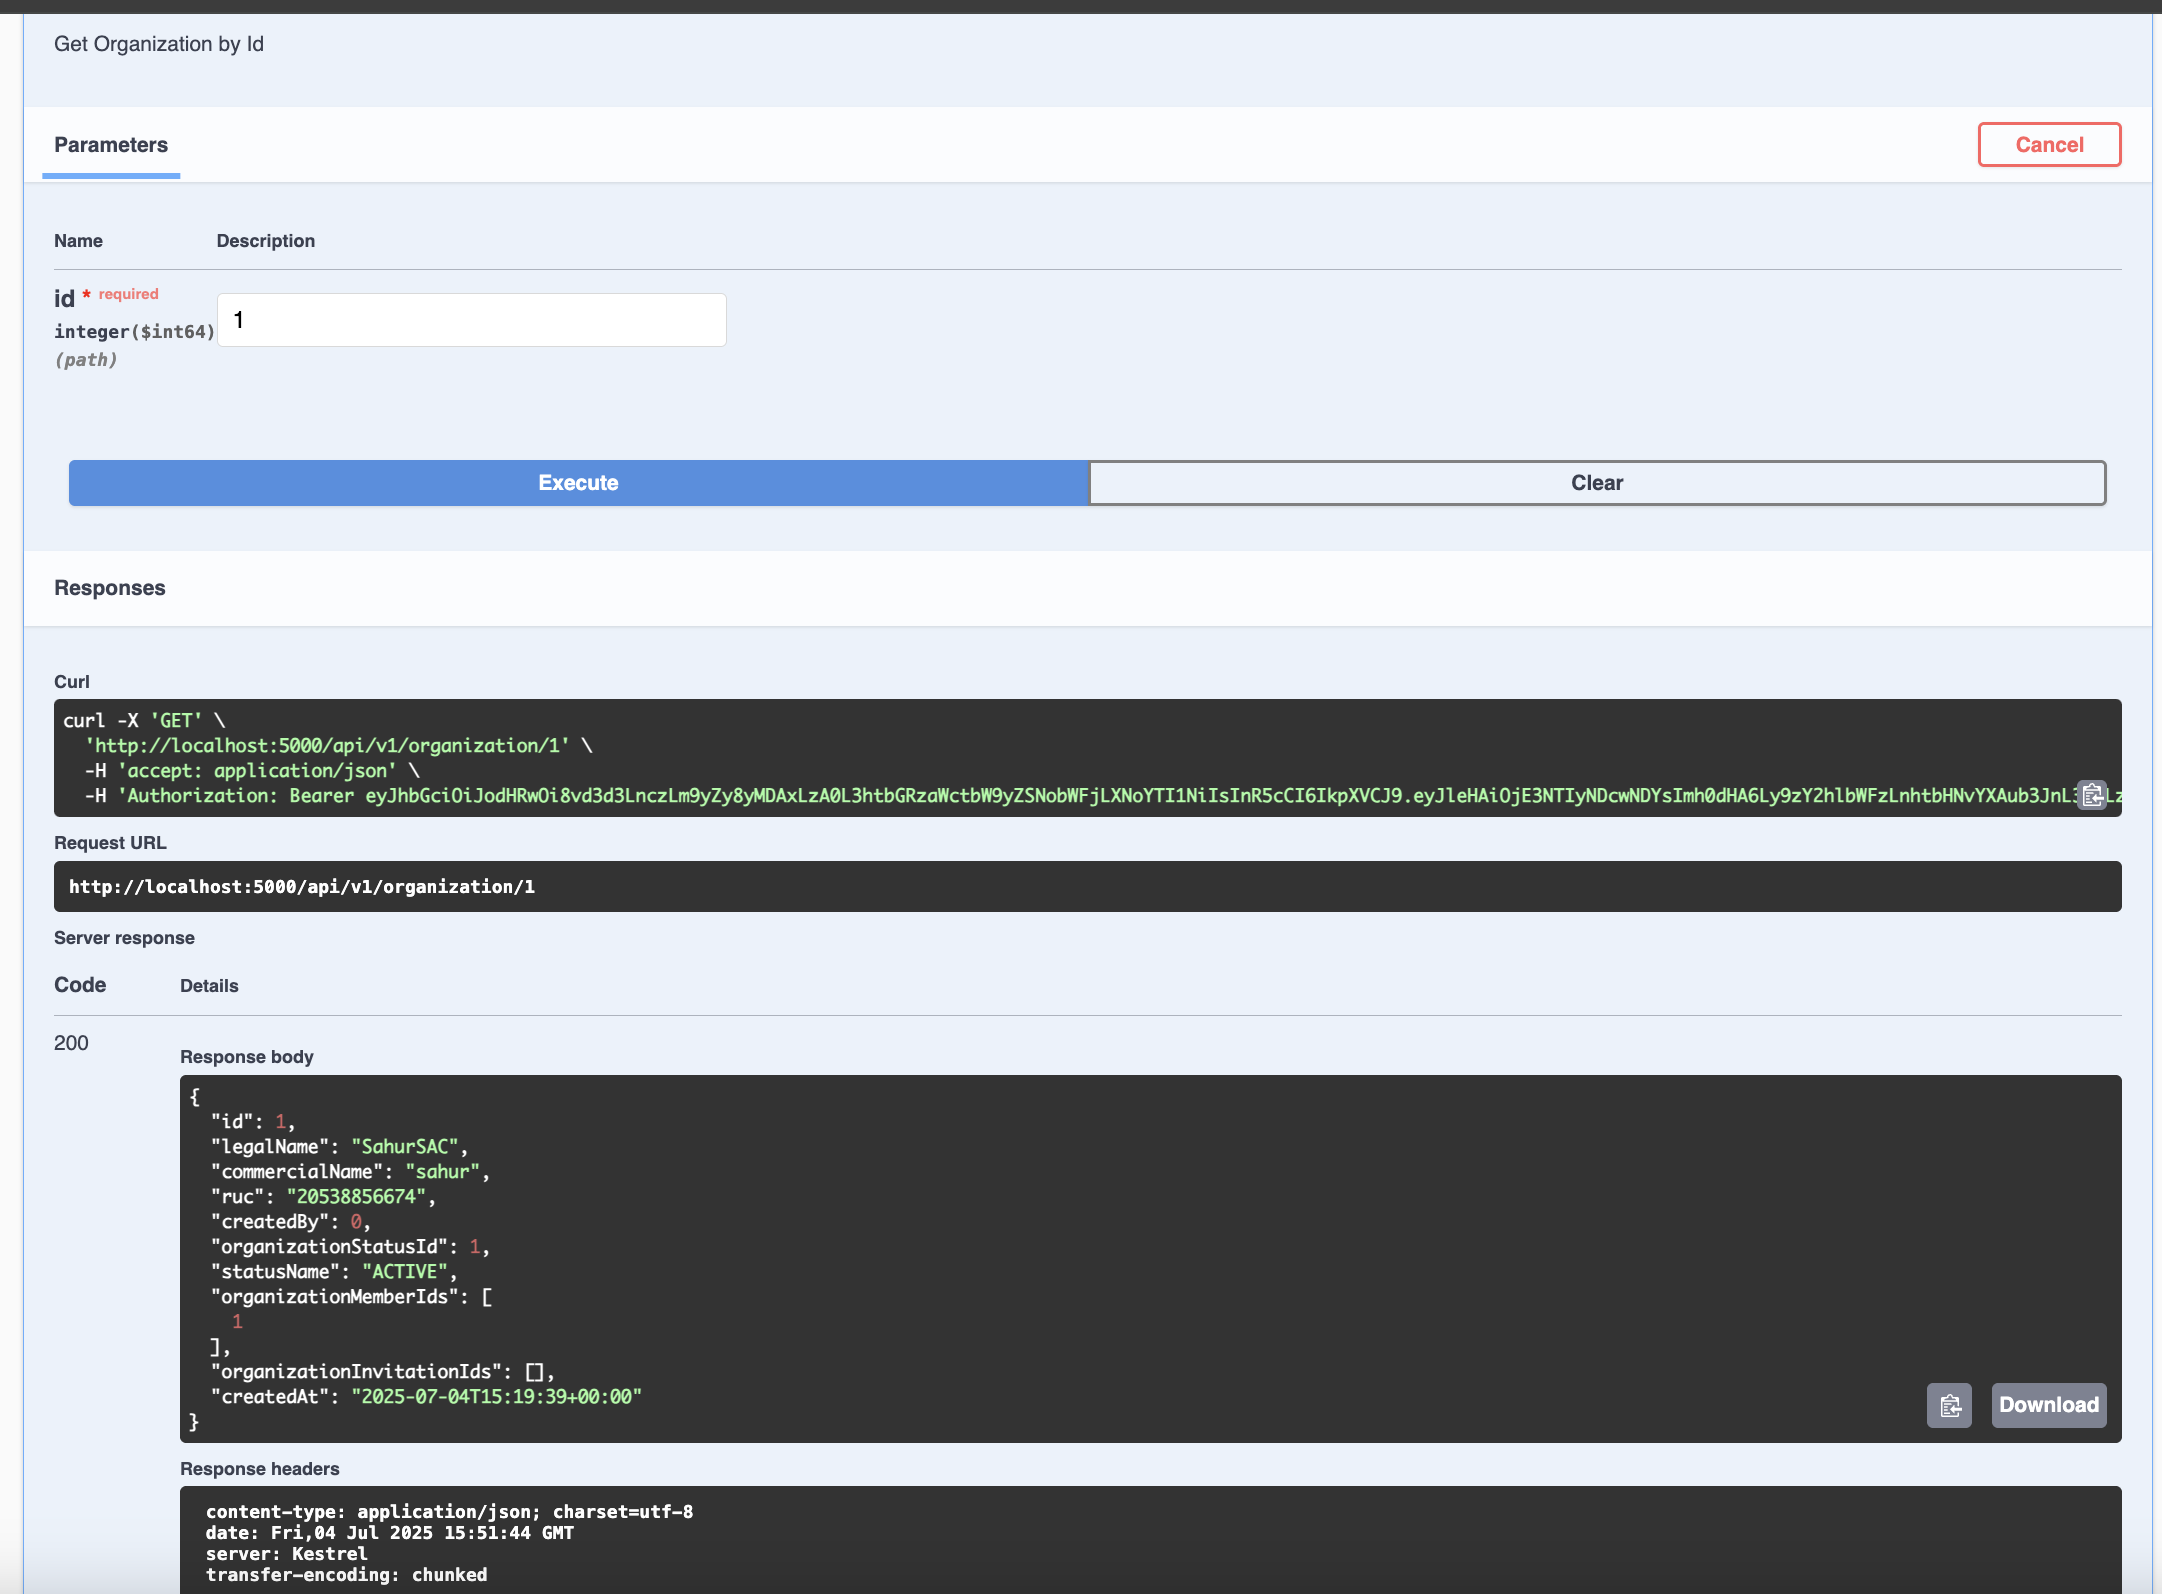 Get Organization by Id
Parameters
Cancel
Name Description
id * required
integer($int64)
(path)
1
Execute
Clear
Responses
Curl
curl -X 'GET' \
'http://localhost:5000/api/v1/organization/1' \
-H 'accept: application/json' \
-H 'Authorization: Bearer eyJhbGciOiJodHRwOi8vd3d3LnczLm9yZy8yMDAxLzA0L3htbGRzaWctbW9yZSNobWFjLXNoYTI1NiIsInR5cCI6IkpXVCJ9.eyJleHAiOjE3NTIyNDcwNDYsImh0dHA6Ly9zY2hlbWFzLnhtbHNvYXAub3JnL3
Request URL
http://localhost:5000/api/v1/organization/1
Server response
Code Details
200
Response body
{
"id": 1,
"legalName": "SahurSAC",
"commercialName": "sahur",
"ruc": "20538856674",
"createdBy": 0,
"organizationStatusId": 1,
"statusName": "ACTIVE",
"organizationMemberIds": [
1
],
"organizationInvitationIds": [],
"createdAt": "2025-07-04T15:19:39+00:00"
}
Download
Response headers
content-type: application/json; charset=utf-8
date: Fri,04 Jul 2025 15:51:44 GMT
server: Kestrel
transfer-encoding: chunked